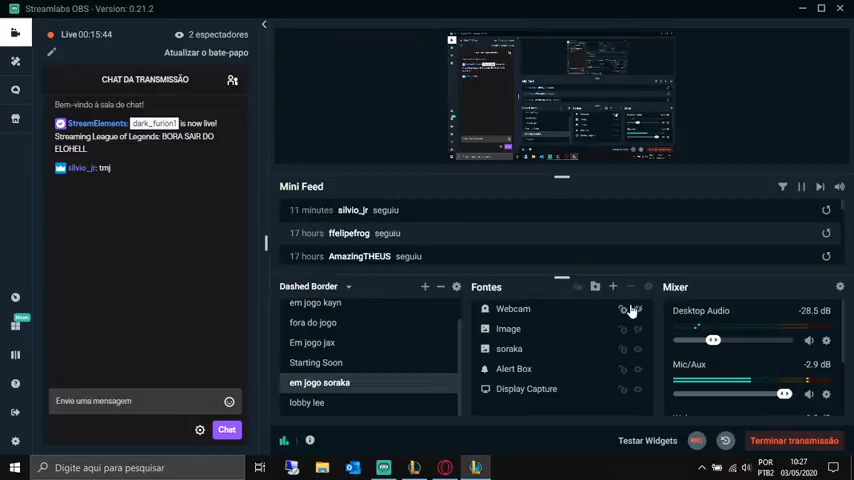 Streamlabs OBS - Version: 0.21.2
Live 00:15:44
2 espectadores
Atualizar o bate-papo
CHAT DA TRANSMISSÃO
Bem-vindo à sala de chat!
StreamElements: dark_furion1 is now live!
Streaming League of Legends: BORA SAIR DO
ELOHELL
silvio_jr: tmj
Envie uma mensagem
Chat
Mini Feed
11 minutes silvio_jr seguiu
17 hours ffelipefrog seguiu
17 hours AmazingTHEUS seguiu
Dashed Border
em jogo kayn
fora do jogo
Em jogo jax
Starting Soon
em jogo soraka
lobby lee
Fontes
Webcam
Image
soraka
Alert Box
Display Capture
Mixer
Desktop Audio -28.5 dB
Mic/Aux -2.9 dB
Novo
Testar Widgets
REC
Terminar transmissão
Digite aqui para pesquisar
POR
PTB2
10:27
03/05/2020